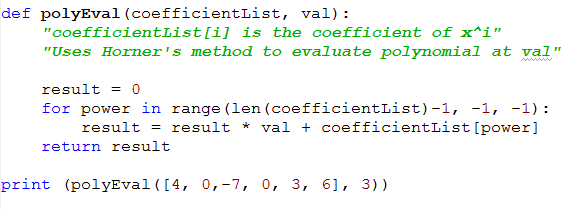 def polyEval(coefficientList, val):
"coefficientList[i] is the coefficient of x^i"
"Uses Horner's method to evaluate polynomial at val"
result = 0
for power in range(len(coefficientList)-1, -1, -1):
result = result * val + coefficientList[power]
return result
print (polyEval([4, 0,-7, 0, 3, 6], 3))